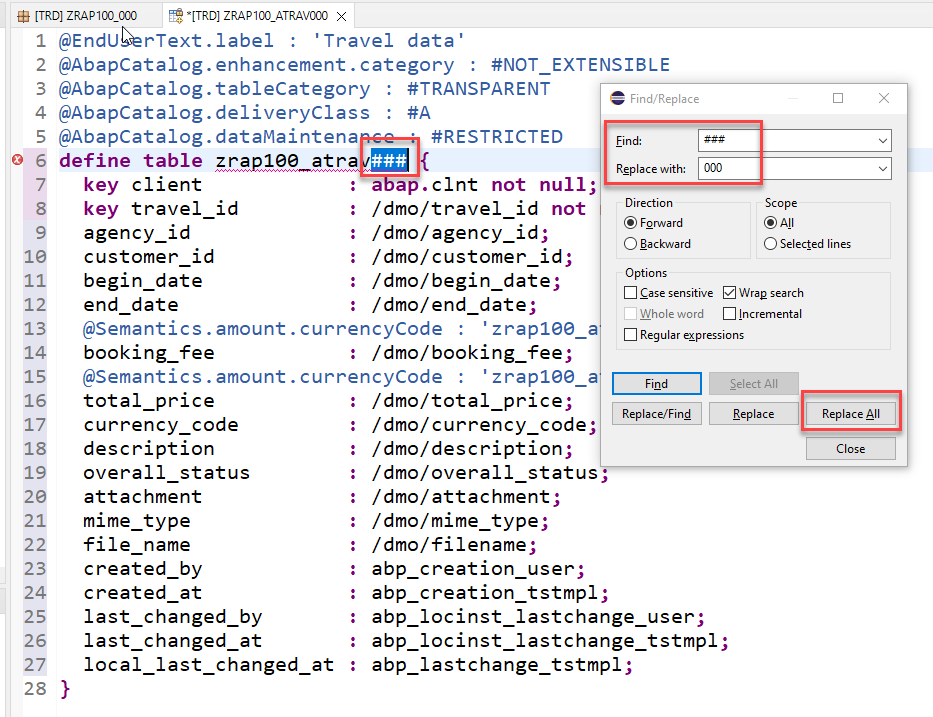 [TRD] ZRAP100_000
*[TRD] ZRAP100_ATRAV000
1 @EndUserText.label : 'Travel data'
2 @AbapCatalog.enhancement.category : #NOT_EXTENSIBLE
3 @AbapCatalog.tableCategory : #TRANSPARENT
4 @AbapCatalog.deliveryClass : #A
5 @AbapCatalog.dataMaintenance : #RESTRICTED
6 define table zrap100_atrav### {
7 key client : abap.clnt not null;
8 key travel_id : /dmo/travel_id not
9 agency_id : /dmo/agency_id;
10 customer_id : /dmo/customer_id;
11 begin_date : /dmo/begin_date;
12 end_date : /dmo/end_date;
13 @Semantics.amount.currencyCode : 'zrap100_at
14 booking_fee : /dmo/booking_fee;
15 @Semantics.amount.currencyCode : 'zrap100_at
16 total_price : /dmo/total_price;
17 currency_code : /dmo/currency_code;
18 description : /dmo/description;
19 overall_status : /dmo/overall_status;
20 attachment : /dmo/attachment;
21 mime_type : /dmo/mime_type;
22 file_name : /dmo/filename;
23 created_by : abp_creation_user;
24 created_at : abp_creation_tstmpl;
25 last_changed_by : abp_locinst_lastchange_user;
26 last_changed_at : abp_locinst_lastchange_tstmpl;
27 local_last_changed_at : abp_lastchange_tstmpl;
28 }
Find/Replace
Find: ###
Replace with: 000
Direction
Forward
Backward
Scope
All
Selected lines
Options
Case sensitive
Wrap search
Whole word
Incremental
Regular expressions
Find
Select All
Replace/Find
Replace
Replace All
Close